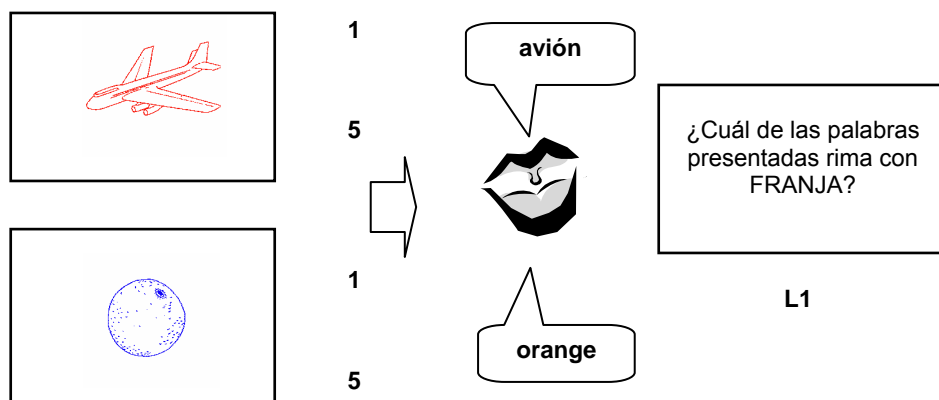 1
5
1
5
avión
orange
¿Cuál de las palabras
presentadas rima con
FRANJA?
L1